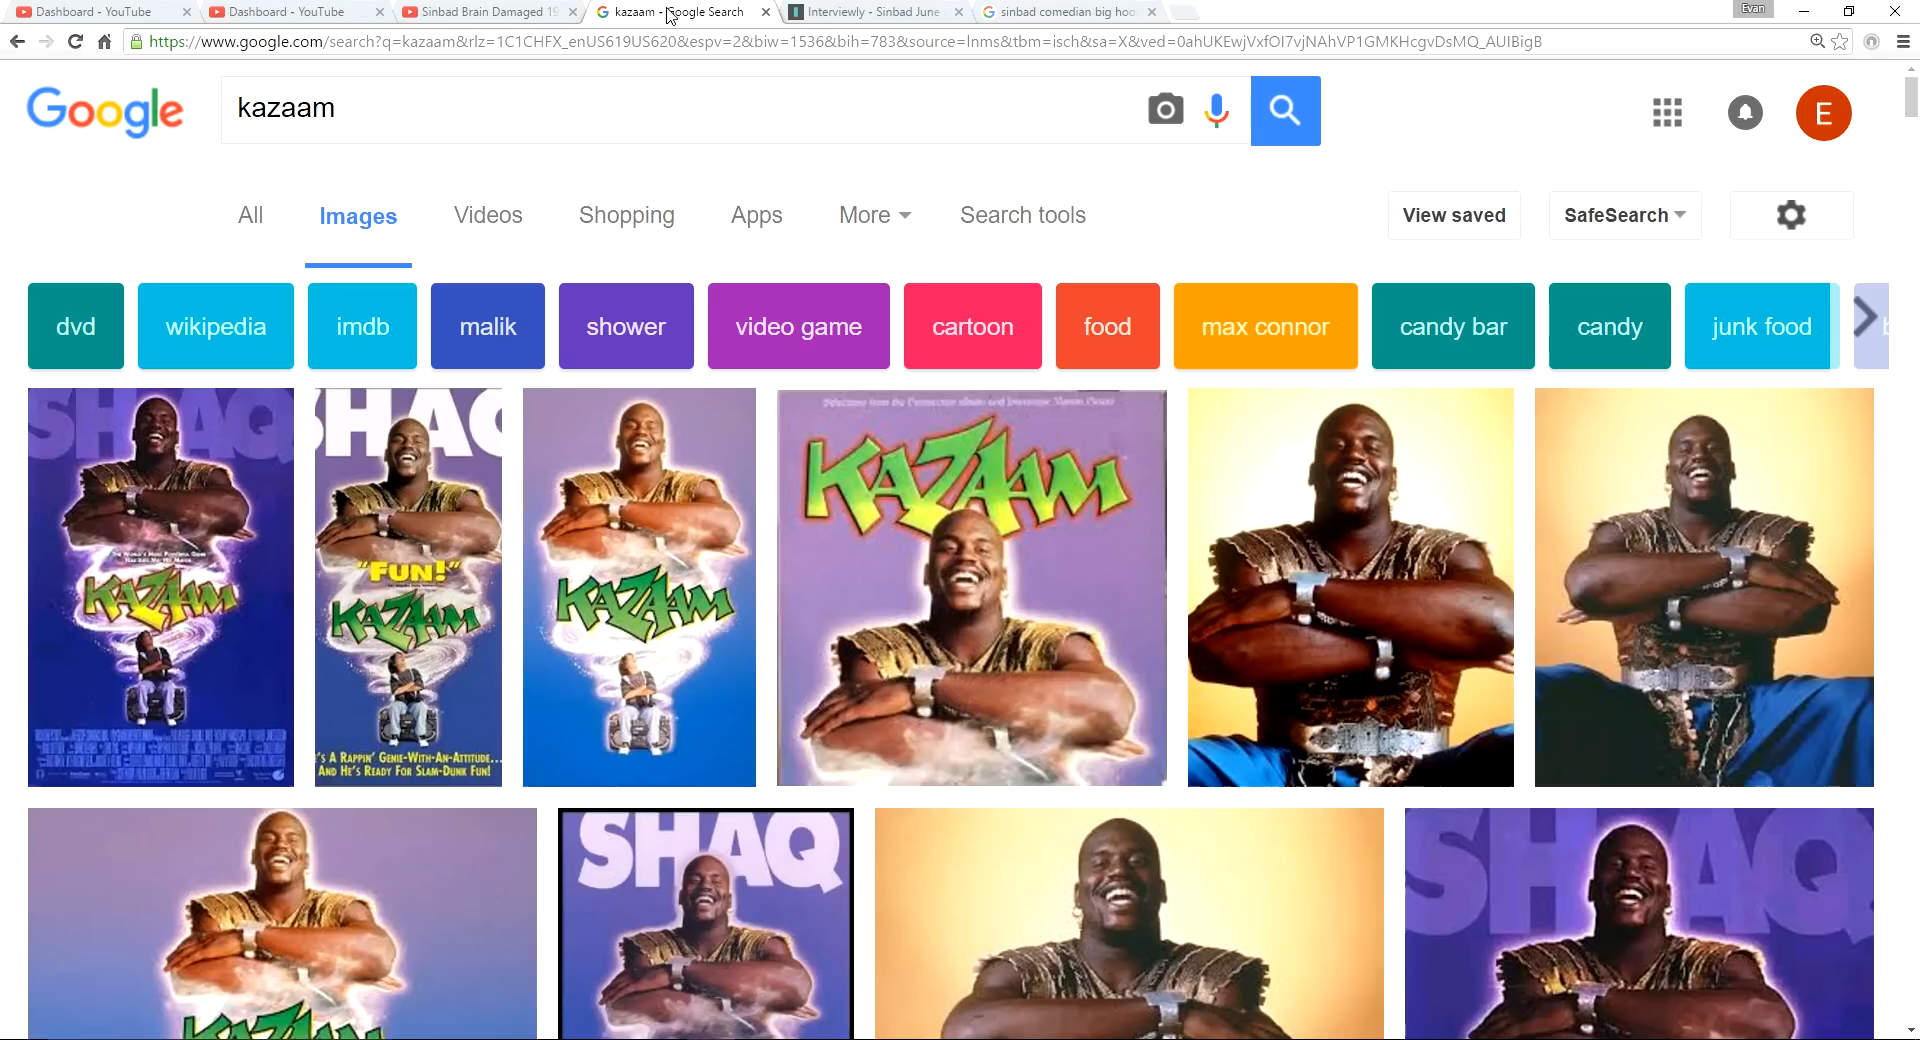 Dashboard - YouTube
Dashboard - YouTube
Sinbad Brain Damaged 19
kazaam - Google Search
Interviewly - Sinbad June
sinbad comedian big hoo
Evan
https://www.google.com/search?q=kazaam&rlz=1C1CHFX_enUS619US620&espv=2&biw=1536&bih=783&source=lnms&tbm=isch&sa=X&ved=0ahUKEwjVxfOI7vjNAhVP1GMKHcgvDsMQ_AUIBigB
Google
kazaam
E
All
Images
Videos
Shopping
Apps
More
Search tools
View saved
SafeSearch
dvd
wikipedia
imdb
malik
shower
video game
cartoon
food
max connor
candy bar
candy
junk food
SHAQ
KAZAAM
SHAQ
"FUN!"
KAZAAM
'S A RAPPIN' GENIE-WITH-AN-ATTITUDE...
AND HE'S READY FOR SLAM-DUNK FUN!
KAZAAM
KAZAAM
KAZAAM
SHAQ
SHAQ